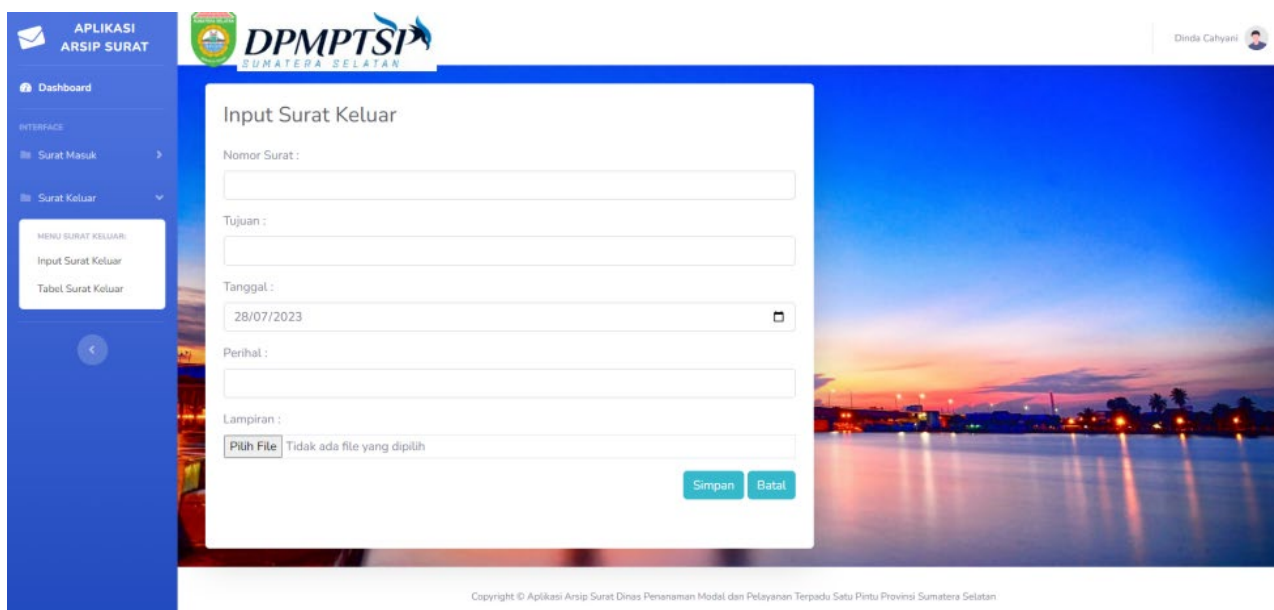 APLIKASI
ARSIP SURAT
DPMPTSP
SUMATERA SELATAN
Dinda Cahyani
Dashboard
INTERFACE
Surat Masuk
Surat Keluar
MENU SURAT KELUAR:
Input Surat Keluar
Tabel Surat Keluar
Input Surat Keluar
Nomor Surat :
Tujuan :
Tanggal :
28/07/2023
Perihal :
Lampiran :
Pilih File Tidak ada file yang dipilih
Simpan Batal
Copyright © Aplikasi Arsip Surat Dinas Penanaman Modal dan Pelayanan Terpadu Satu Pintu Provinsi Sumatera Selatan